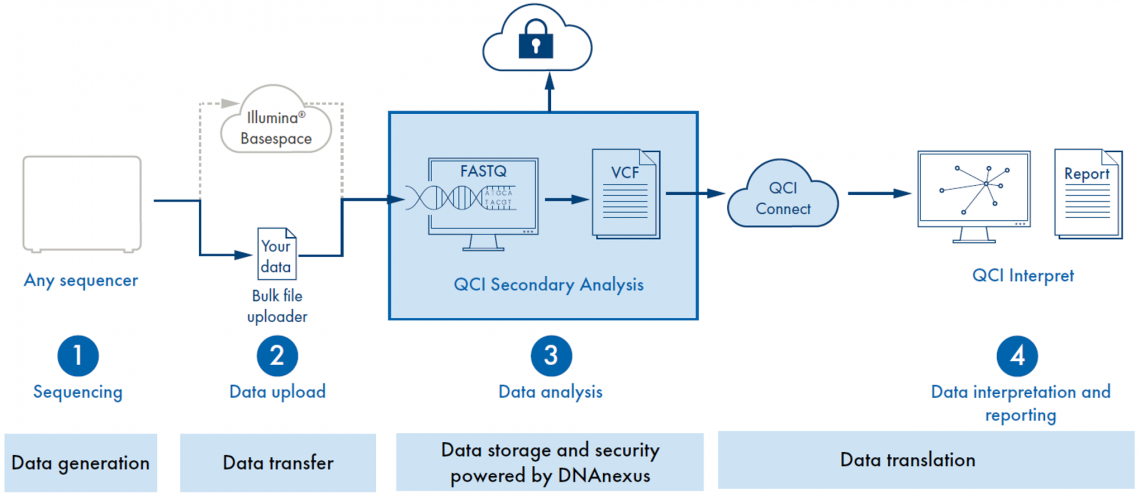 Illumina®
Basespace
FASTQ
ATGCA
TACGT
VCF
QCI
Connect
Report
Your
data
Any sequencer
Bulk file
uploader
QCI Secondary Analysis
QCI Interpret
1
2
3
4
Sequencing
Data upload
Data analysis
Data interpretation and
reporting
Data generation
Data transfer
Data storage and security
powered by DNAnexus
Data translation